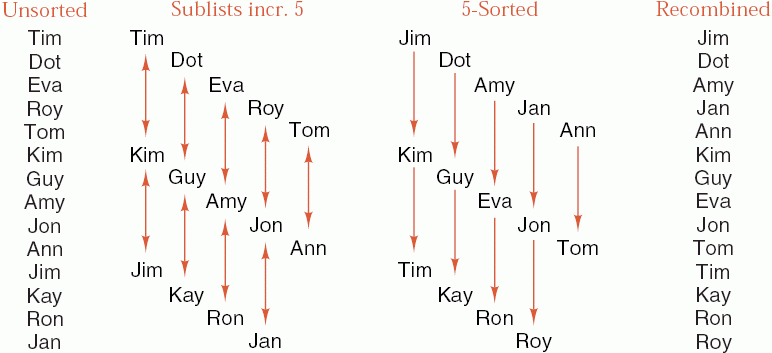 Unsorted Sublists incr. 5 5-Sorted Recombined
Tim Tim Jim Jim
Dot Dot Dot Dot
Eva Eva Amy Amy
Roy Roy Jan Jan
Tom Tom Ann Ann
Kim Kim Kim Kim
Guy Guy Guy Guy
Amy Amy Eva Eva
Jon Jon Jon Jon
Ann Ann Tom Tom
Jim Jim Tim Tim
Kay Kay Kay Kay
Ron Ron Ron Ron
Jan Jan Roy Roy